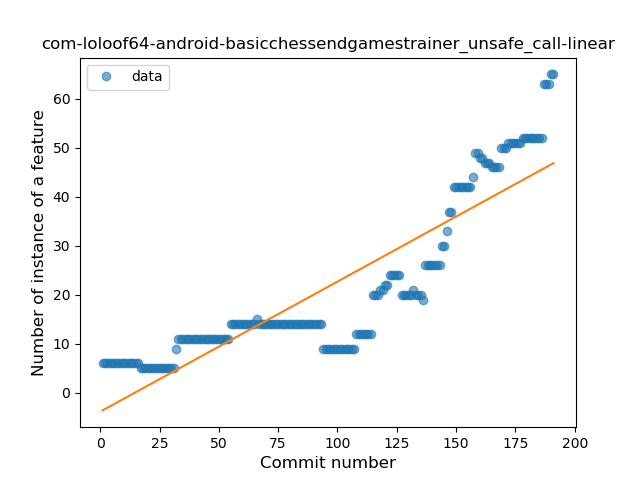 com-loloof64-android-basicchessendgamestrainer_unsafe_call-linear
data
Number of instance of a feature
60
50
40
30
20
10
0
0 25 50 75 100 125 150 175 200
Commit number